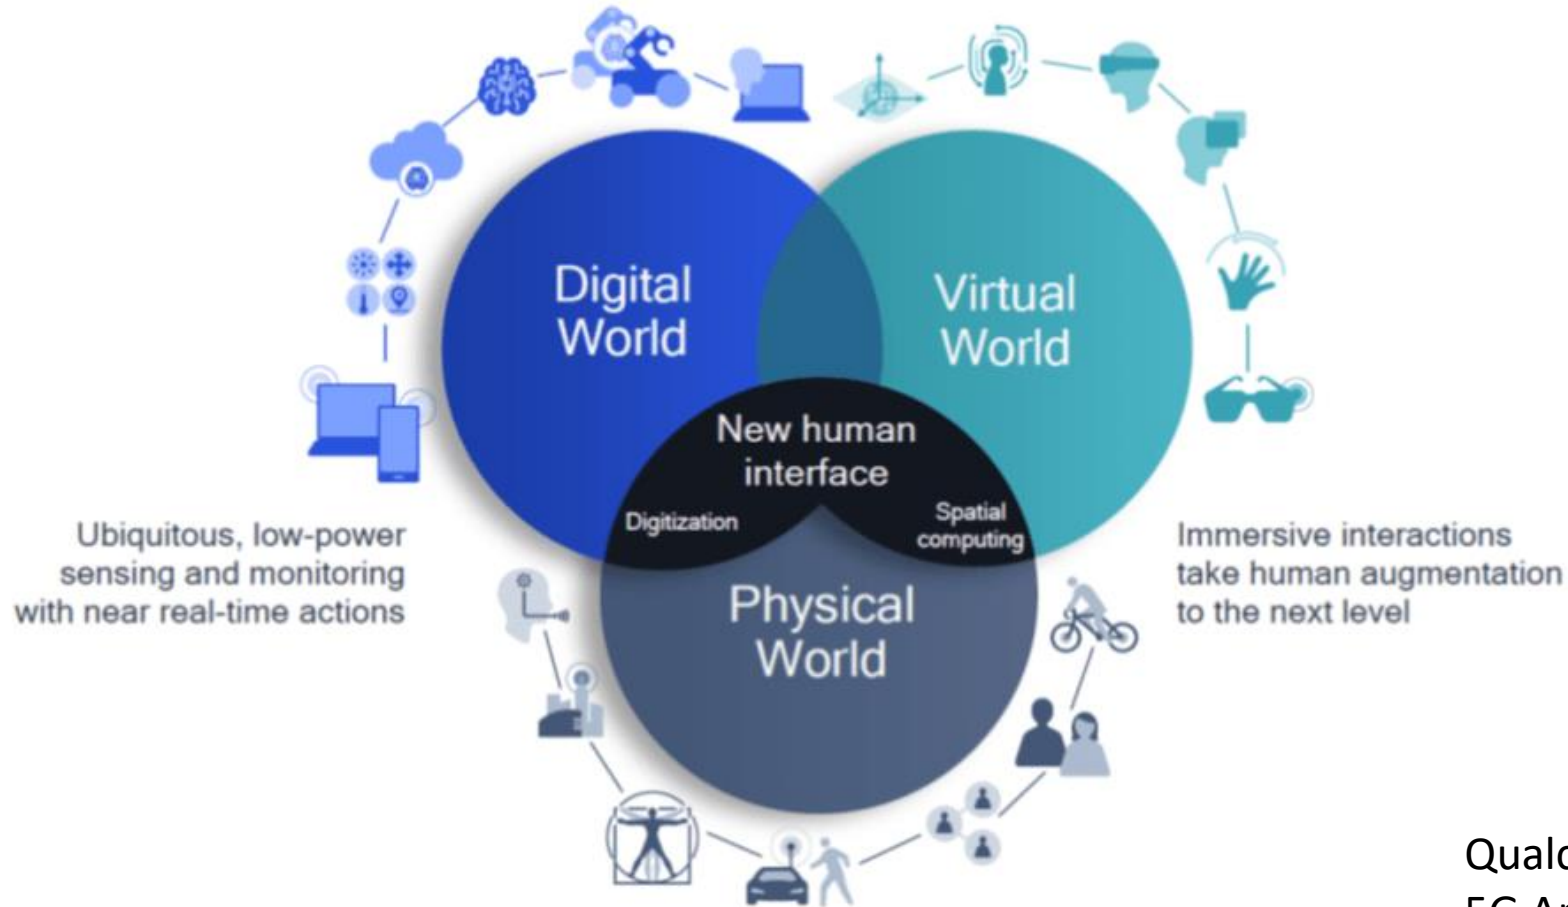 Digital
World
Virtual
World
New human
interface
Digitization
Spatial
computing
Physical
World
Ubiquitous, low-power
sensing and monitoring
with near real-time actions
Immersive interactions
take human augmentation
to the next level